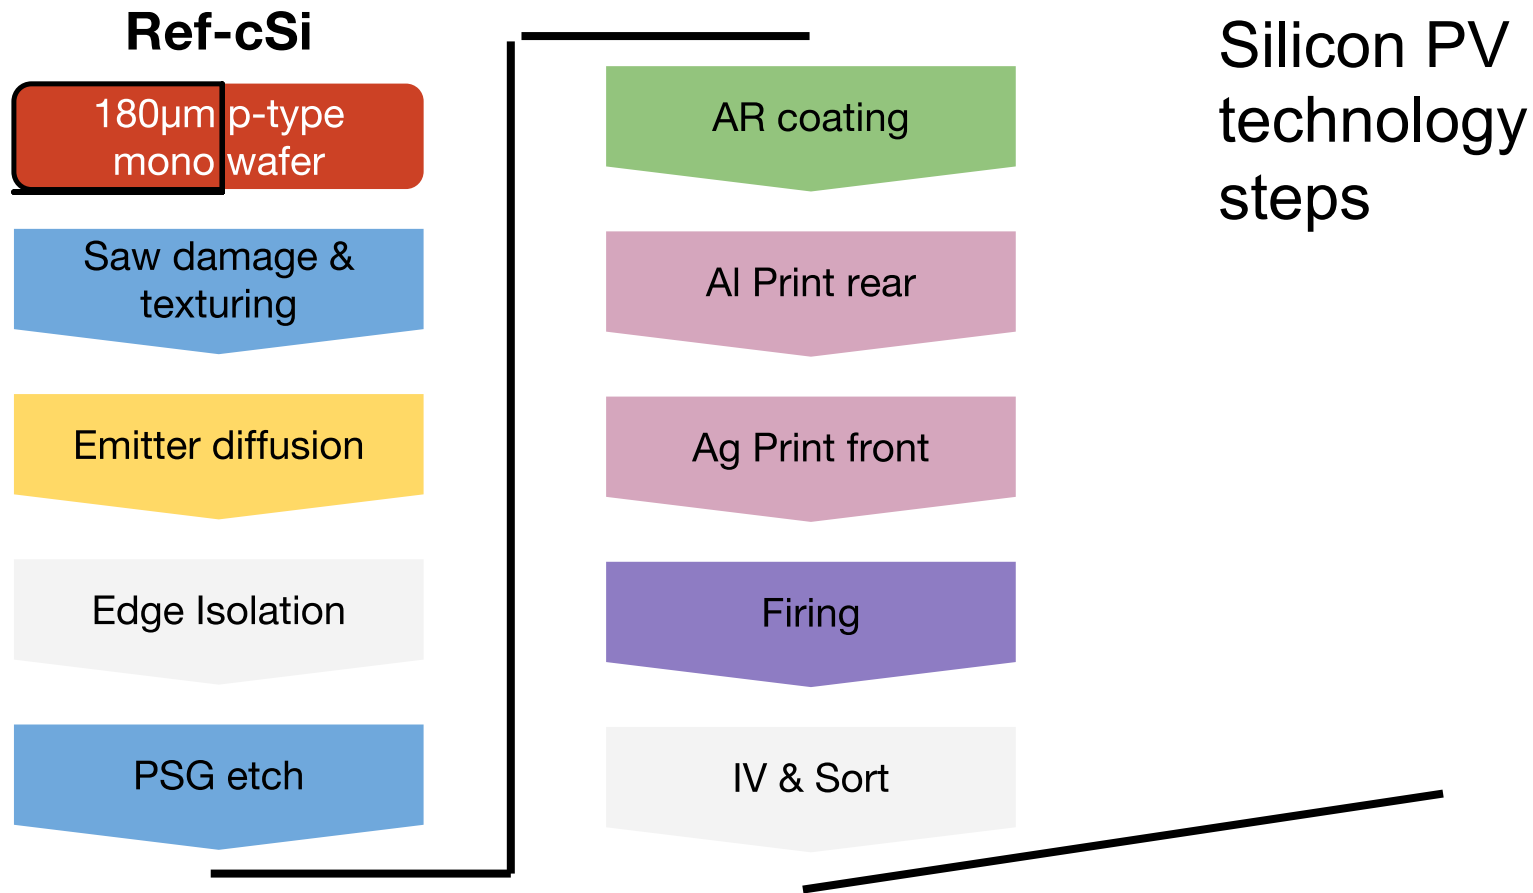 Ref-cSi
180µm p-type
mono wafer
Saw damage &
texturing
Emitter diffusion
Edge Isolation
PSG etch
AR coating
Al Print rear
Ag Print front
Firing
IV & Sort
Silicon PV
technology
steps